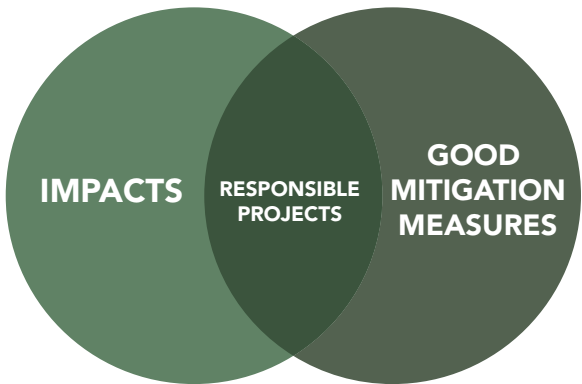 IMPACTS
RESPONSIBLE
PROJECTS
GOOD
MITIGATION
MEASURES